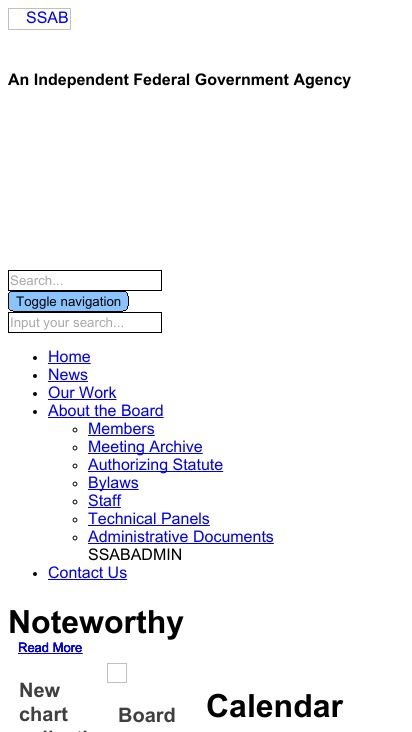 SSAB
An Independent Federal Government Agency
Search...
Toggle navigation
Input your search...
Home
News
Our Work
About the Board
Members
Meeting Archive
Authorizing Statute
Bylaws
Staff
Technical Panels
Administrative Documents
SSABADMIN
Contact Us
Noteworthy
Read More
New
chart
Board
Calendar